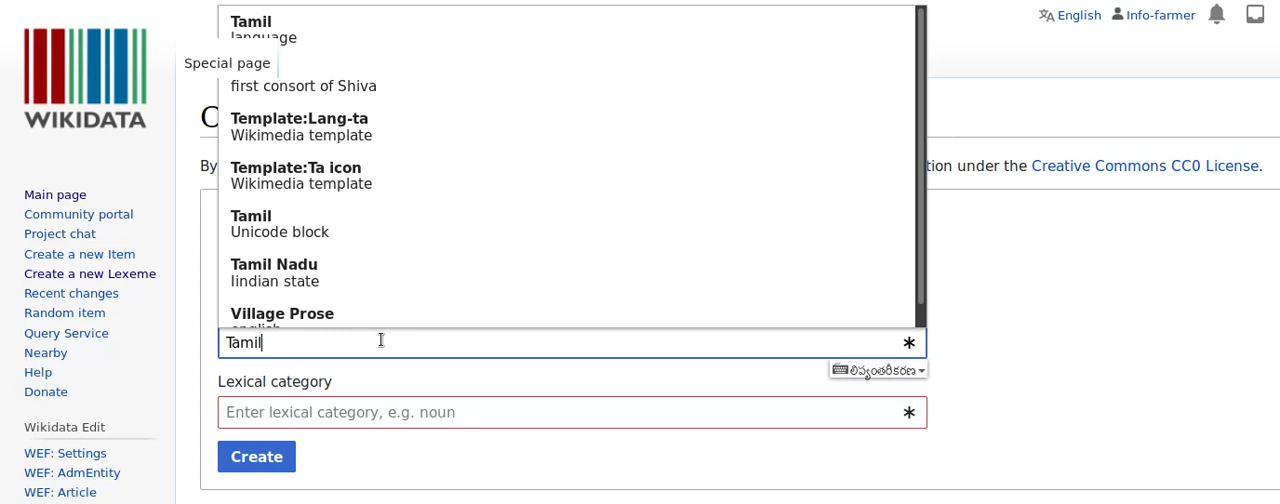 English
Info-farmer
WIKIDATA
Special page
Main page
Community portal
Project chat
Create a new Item
Create a new Lexeme
Recent changes
Random item
Query Service
Nearby
Help
Donate
Wikidata Edit
WEF: Settings
WEF: AdmEntity
WEF: Article
C
By
tion under the Creative Commons CC0 License.
Tamil
language
first consort of Shiva
Template:Lang-ta
Wikimedia template
Template:Ta icon
Wikimedia template
Tamil
Unicode block
Tamil Nadu
Iindian state
Village Prose
english
Tamil
*
లిప్యంతరీకరణ
Lexical category
Enter lexical category, e.g. noun
*
Create